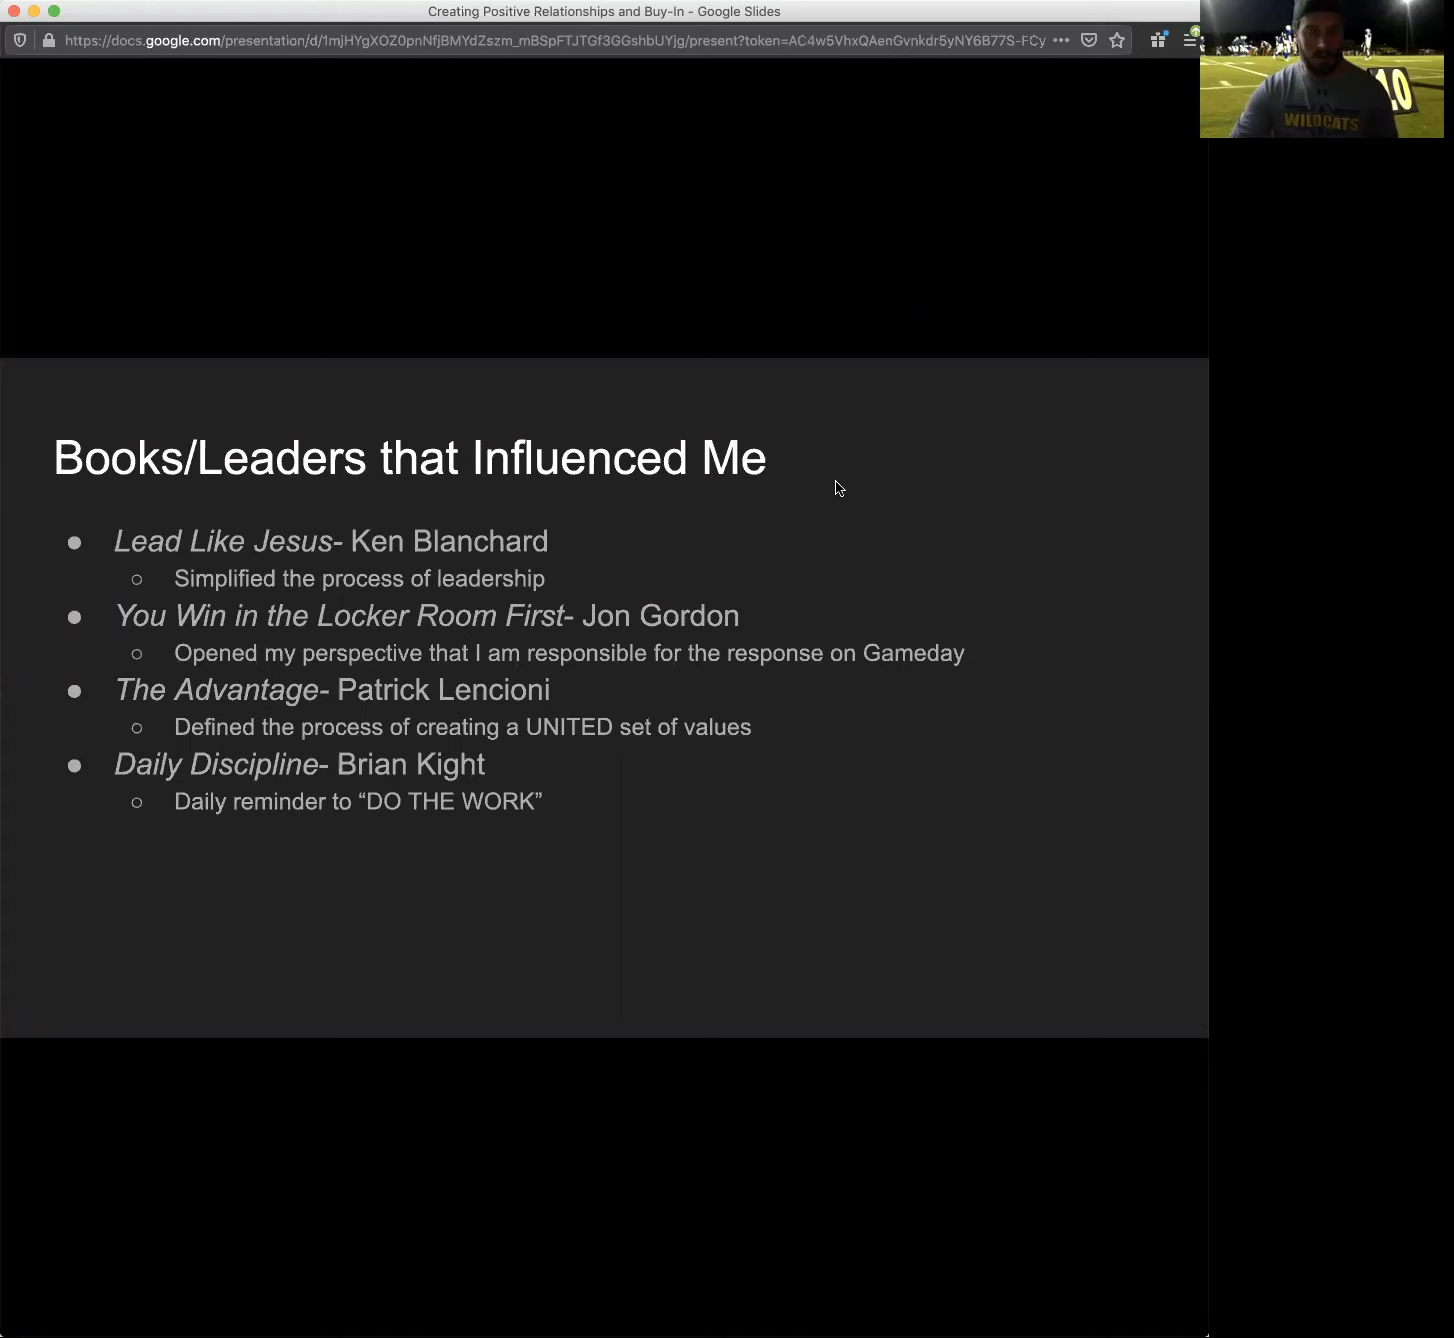 Creating Positive Relationships and Buy-In - Google Slides
https://docs.google.com/presentation/d/1mjHYgXOZ0pnNfjBMYdZszm_mBSpFTJTGf3GGshbUYjg/present?token=AC4w5VhxQAenGvnkdr5yNY6B77S-FCy
10
WILDCATS
Books/Leaders that Influenced Me
● Lead Like Jesus- Ken Blanchard
○ Simplified the process of leadership
● You Win in the Locker Room First- Jon Gordon
○ Opened my perspective that I am responsible for the response on Gameday
● The Advantage- Patrick Lencioni
○ Defined the process of creating a UNITED set of values
● Daily Discipline- Brian Kight
○ Daily reminder to “DO THE WORK”